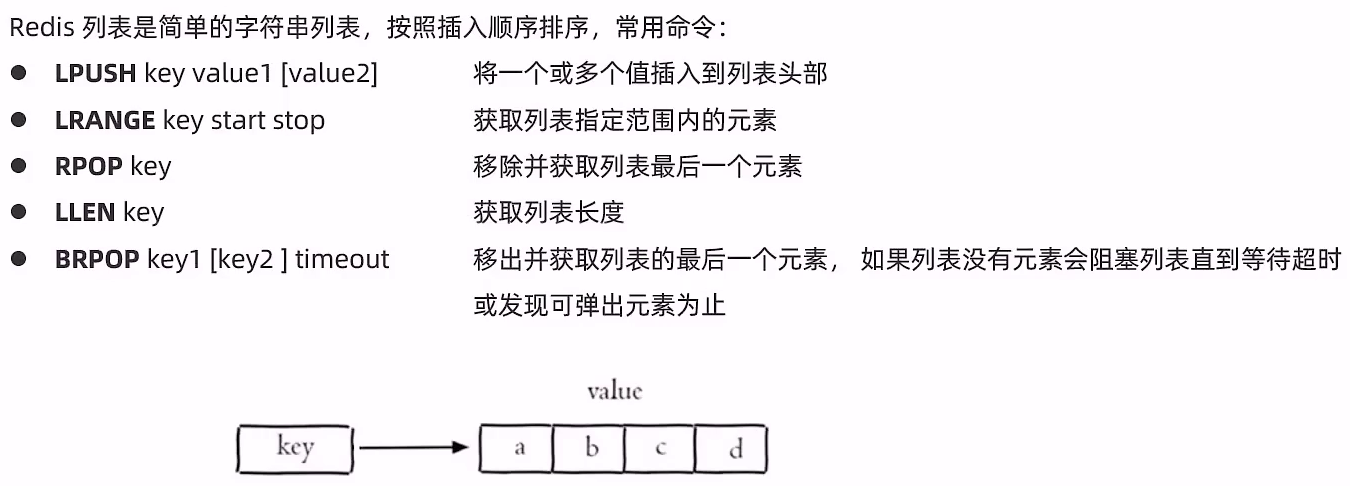 Redis 列表是简单的字符串列表，按照插入顺序排序，常用命令：
● LPUSH key value1 [value2] 将一个或多个值插入到列表头部
● LRANGE key start stop 获取列表指定范围内的元素
● RPOP key 移除并获取列表最后一个元素
● LLEN key 获取列表长度
● BRPOP key1 [key2 ] timeout 移出并获取列表的最后一个元素， 如果列表没有元素会阻塞列表直到等待超时
或发现可弹出元素为止
value
key a b c d